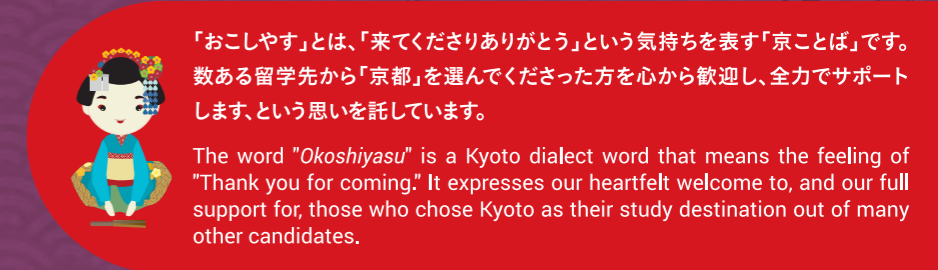 「おこしやす」とは、「来てくださりありがとう」という気持ちを表す「京ことば」です。
数ある留学先から「京都」を選んでくださった方を心から歓迎し、全力でサポート
します、という思いを託しています。
The word "Okoshiyasu" is a Kyoto dialect word that means the feeling of
"Thank you for coming." It expresses our heartfelt welcome to, and our full
support for, those who chose Kyoto as their study destination out of many
other candidates.